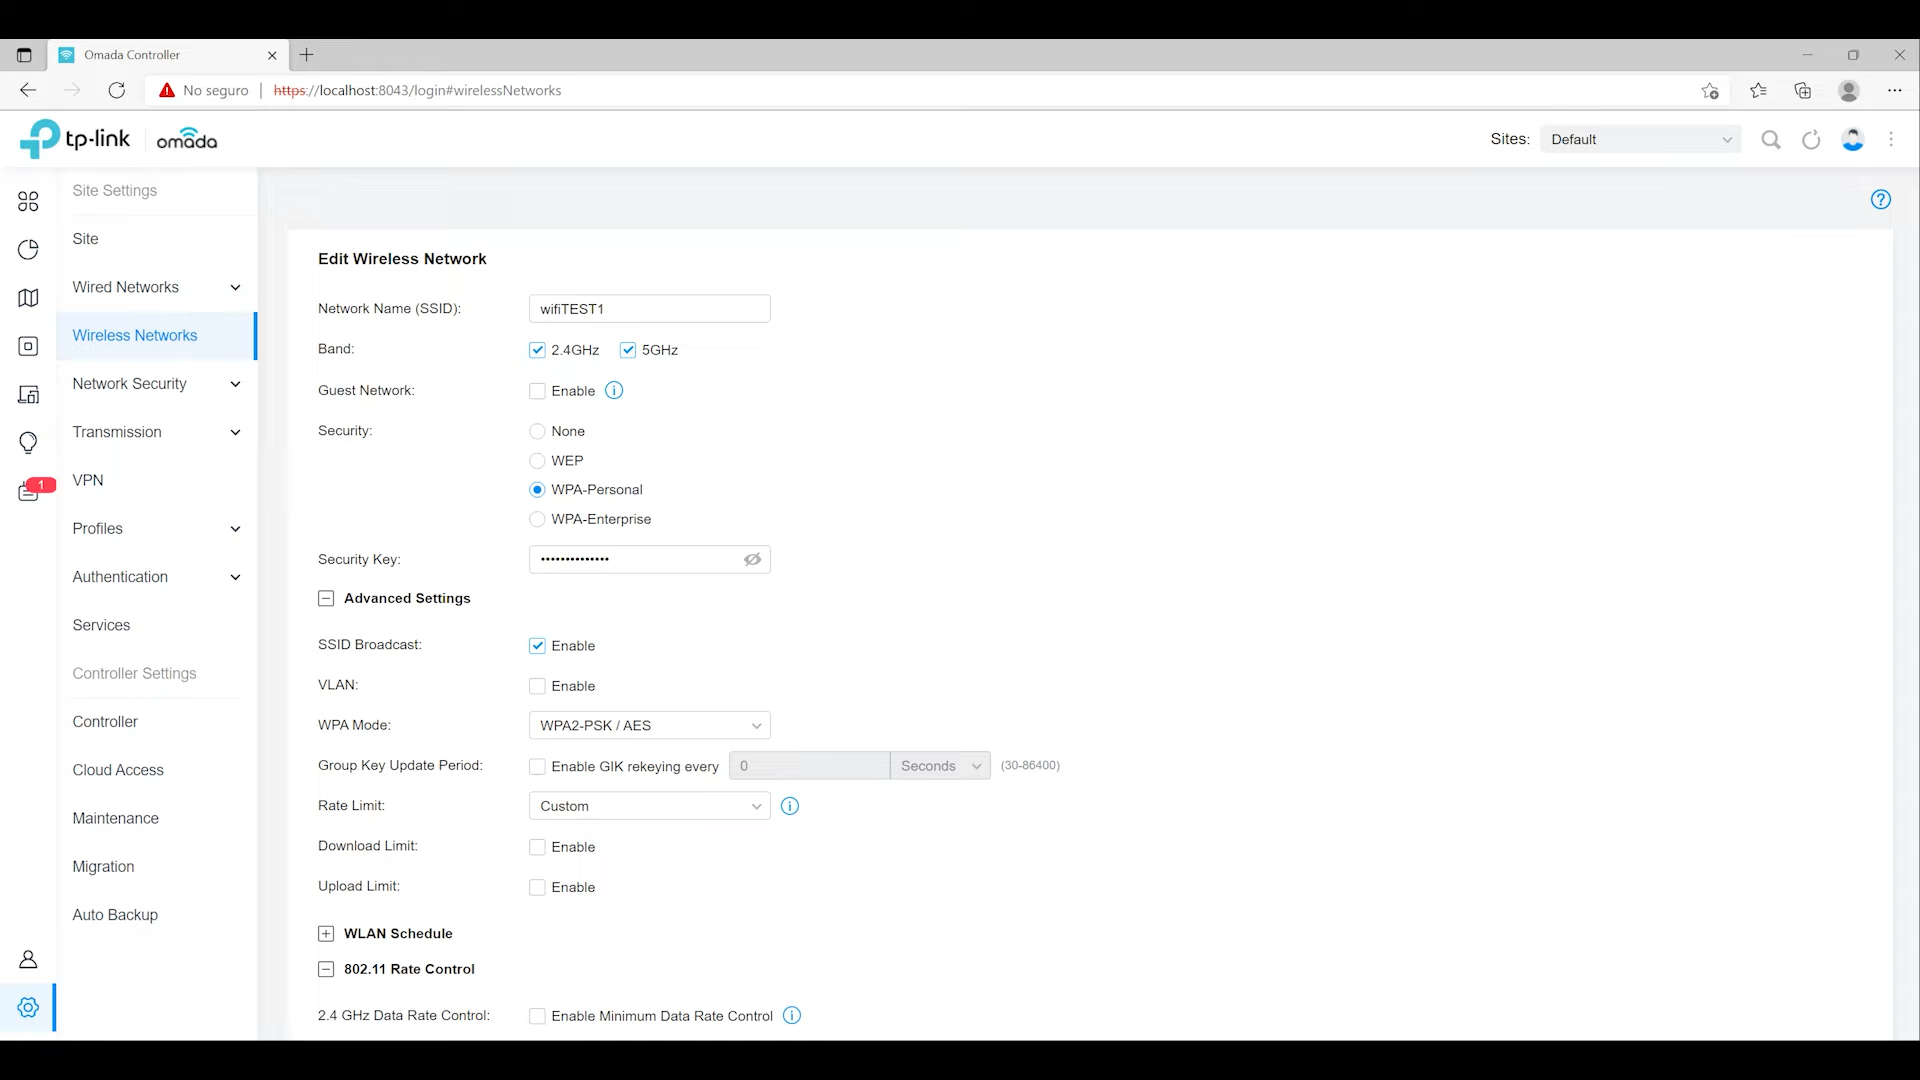 Omada Controller
No seguro | https://localhost:8043/login#wirelessNetworks
tp-link omada Sites: Default
Site Settings
Site
Wired Networks
Wireless Networks
Network Security
Transmission
1
VPN
Profiles
Authentication
Services
Controller Settings
Controller
Cloud Access
Maintenance
Migration
Auto Backup
?
Edit Wireless Network
Network Name (SSID): wifiTEST1
Band: 2.4GHz 5GHz
Guest Network: Enable
Security: None
WEP
WPA-Personal
WPA-Enterprise
Security Key: ••••••••••••••
Advanced Settings
SSID Broadcast: Enable
VLAN: Enable
WPA Mode: WPA2-PSK / AES
Group Key Update Period: Enable GIK rekeying every 0 Seconds (30-86400)
Rate Limit: Custom
Download Limit: Enable
Upload Limit: Enable
WLAN Schedule
802.11 Rate Control
2.4 GHz Data Rate Control: Enable Minimum Data Rate Control